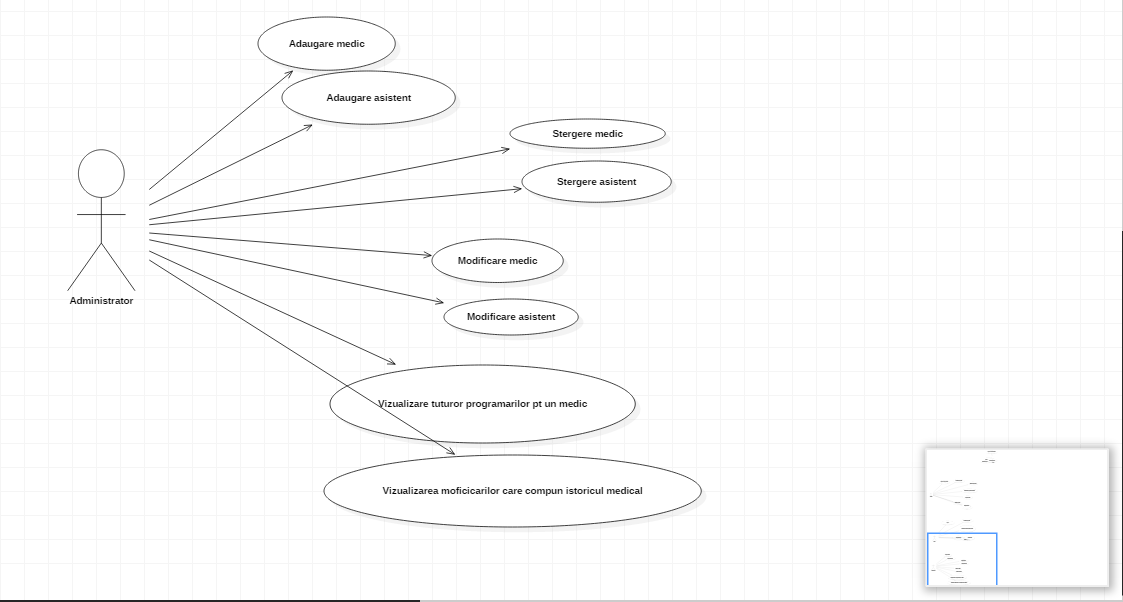 Adaugare medic
Adaugare asistent
Stergere medic
Stergere asistent
Modificare medic
Administrator
Modificare asistent
Vizualizare tuturor programarilor pt un medic
Vizualizarea moficicarilor care compun istoricul medical